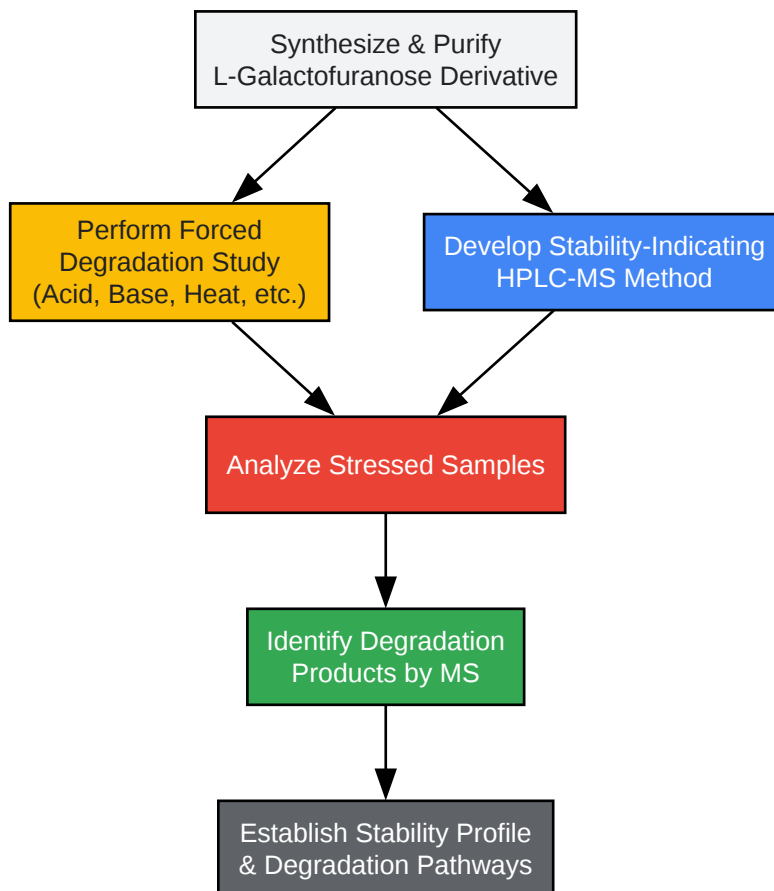 Synthesize & Purify
L-Galactofuranose Derivative
Perform Forced
Degradation Study
(Acid, Base, Heat, etc.)
Develop Stability-Indicating
HPLC-MS Method
Analyze Stressed Samples
Identify Degradation
Products by MS
Establish Stability Profile
& Degradation Pathways